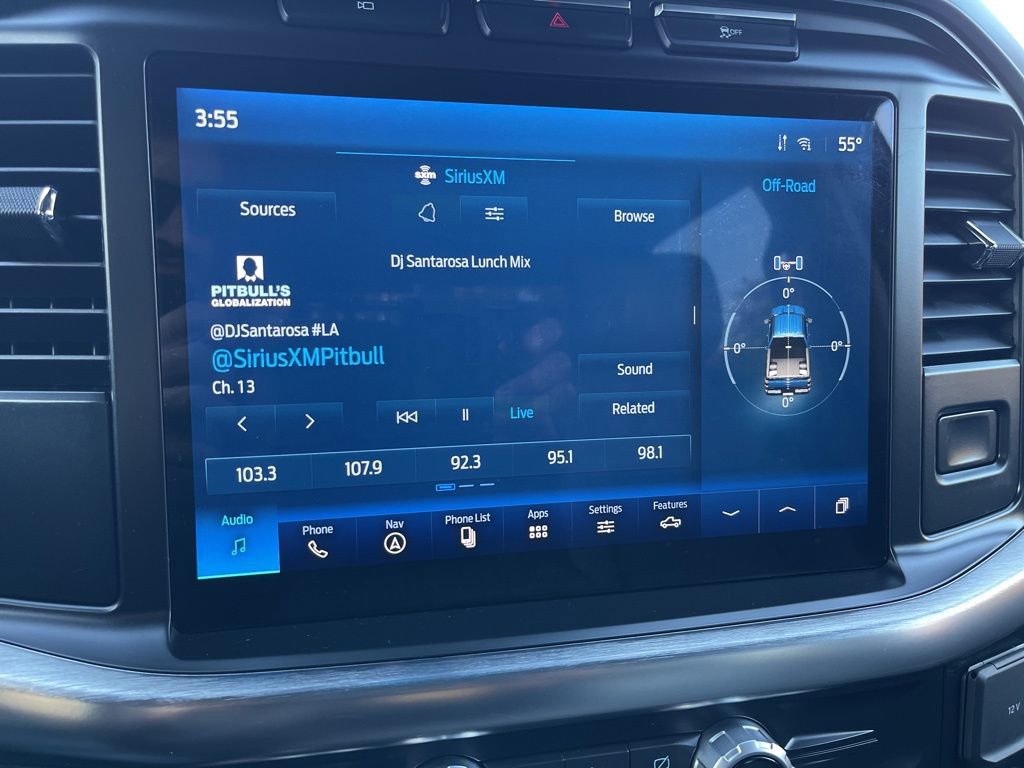 OFF
3:55
55°
sxm SiriusXM
Off-Road
Sources
Browse
Dj Santarosa Lunch Mix
PITBULL'S
GLOBALIZATION
@DJSantarosa #LA
@SiriusXMPitbull
Ch. 13
0°
0°
0°
0°
Sound
Live
Related
103.3
107.9
92.3
95.1
98.1
Audio
Phone
Nav
Phone List
Apps
Settings
Features
12V